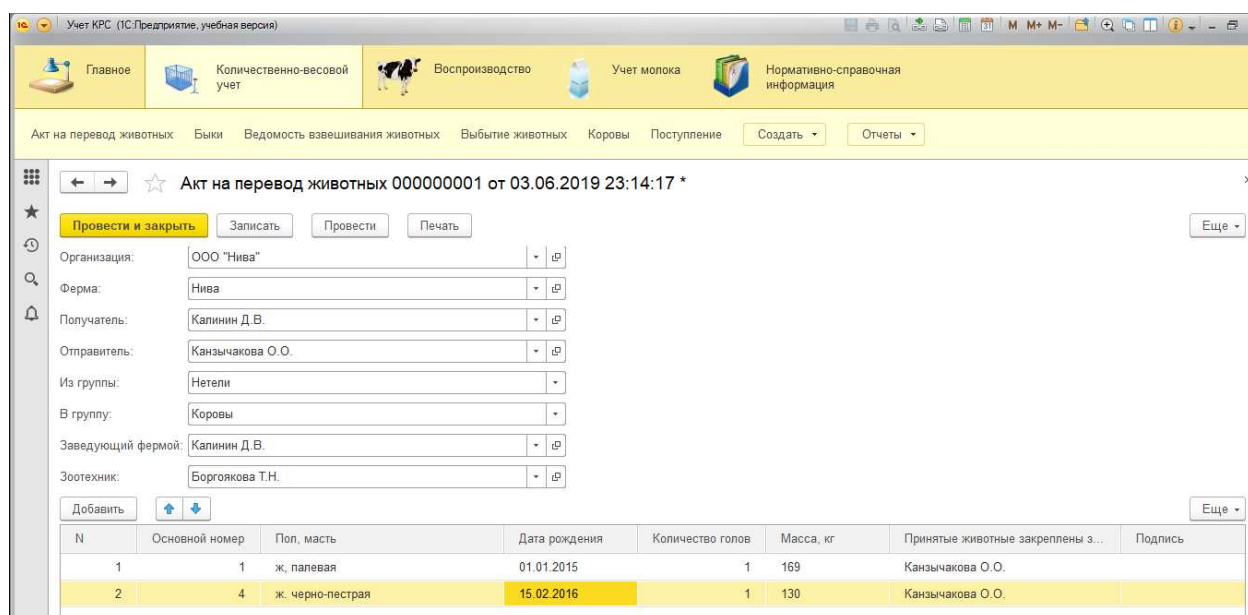 Учет КРС (1С:Предприятие, учебная версия)
M M+ M-
Главное
Количественно-весовой учет
Воспроизводство
Учет молока
Нормативно-справочная информация
Акт на перевод животных Быки Ведомость взвешивания животных Выбытие животных Коровы Поступление Создать Отчеты
Акт на перевод животных 000000001 от 03.06.2019 23:14:17 *
Провести и закрыть Записать Провести Печать Еще
Организация: ООО "Нива"
Ферма: Нива
Получатель: Калинин Д.В.
Отправитель: Канзычакова О.О.
Из группы: Нетели
В группу: Коровы
Заведующий фермой: Калинин Д.В.
Зоотехник: Боргоякова Т.Н.
Добавить Еще
N Основной номер Пол, масть Дата рождения Количество голов Масса, кг Принятые животные закреплены з... Подпись
1 1 ж, палевая 01.01.2015 1 169 Канзычакова О.О.
2 4 ж. черно-пестрая 15.02.2016 1 130 Канзычакова О.О.